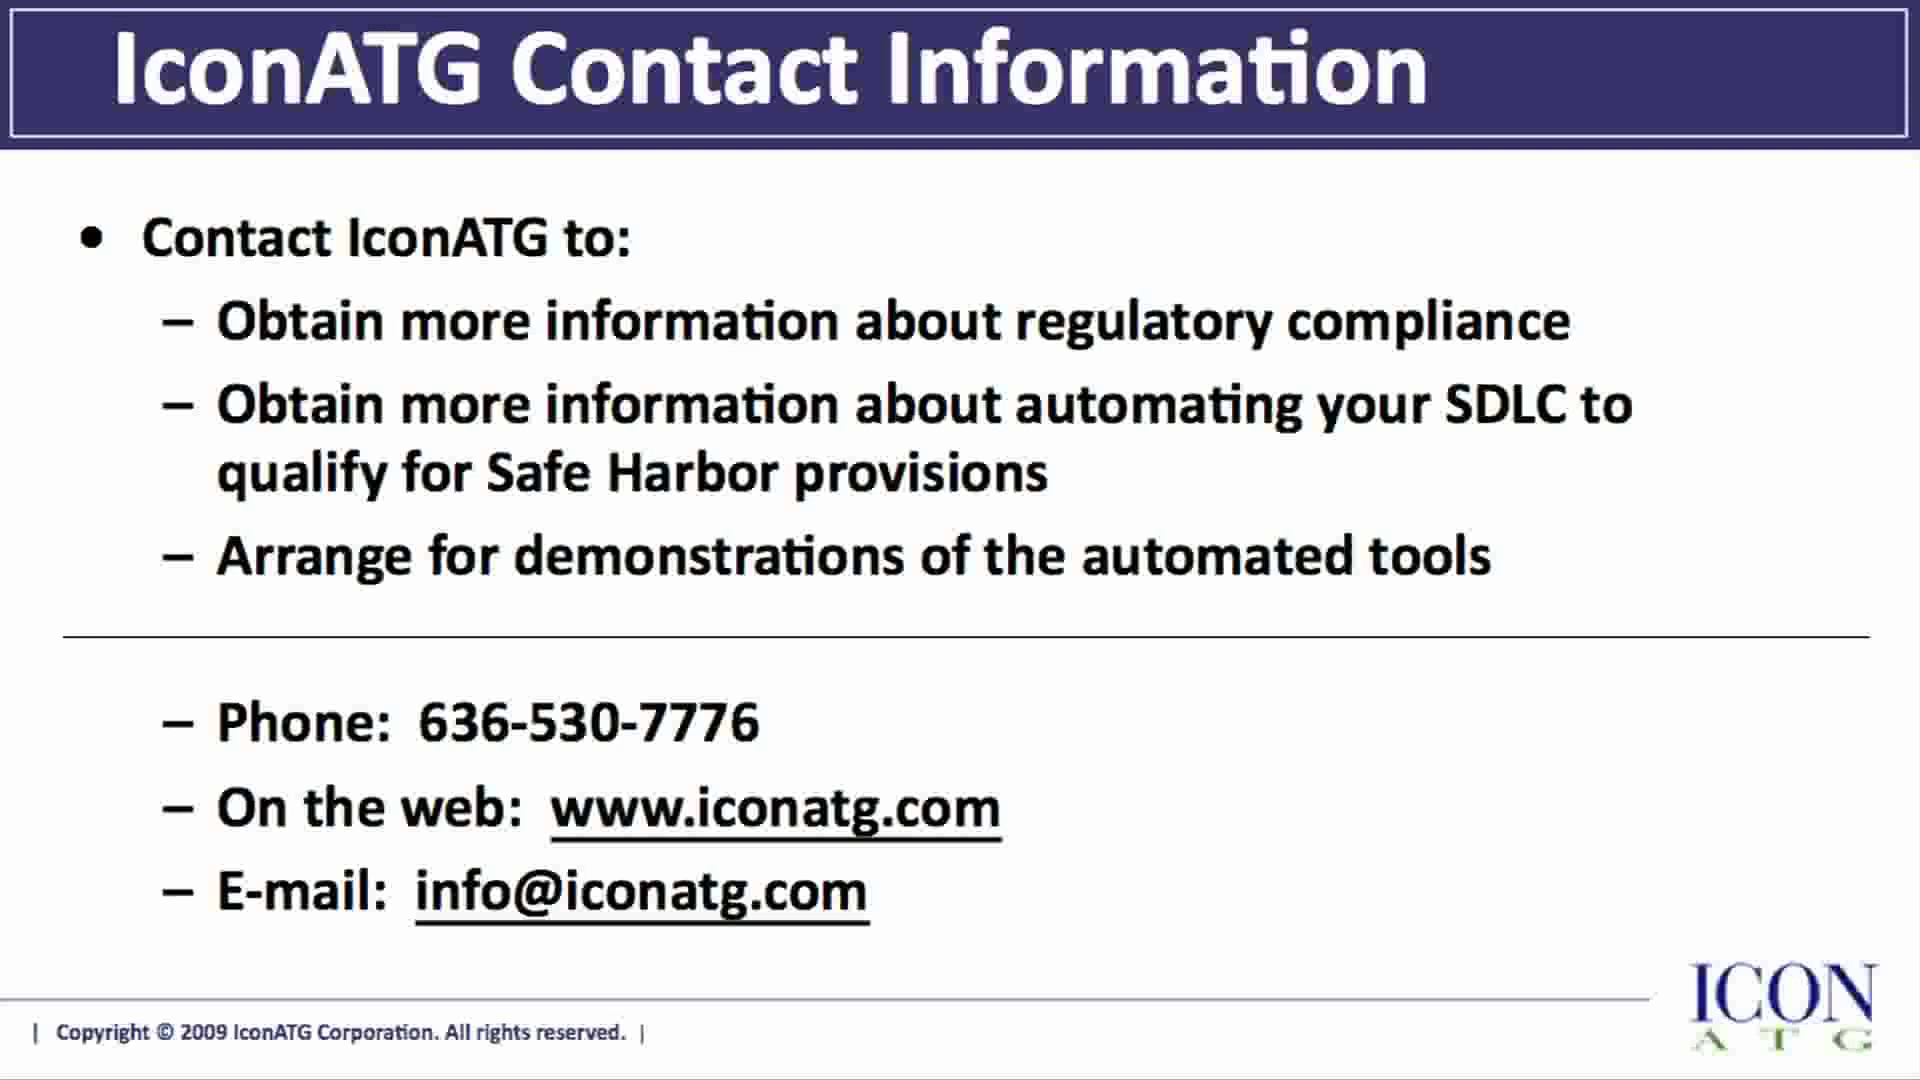 IconATG Contact Information
• Contact IconATG to:
– Obtain more information about regulatory compliance
– Obtain more information about automating your SDLC to
qualify for Safe Harbor provisions
– Arrange for demonstrations of the automated tools
– Phone:  636-530-7776
– On the web:  www.iconatg.com
– E-mail:  info@iconatg.com
| Copyright © 2009 IconATG Corporation. All rights reserved. |
ICON
ATG